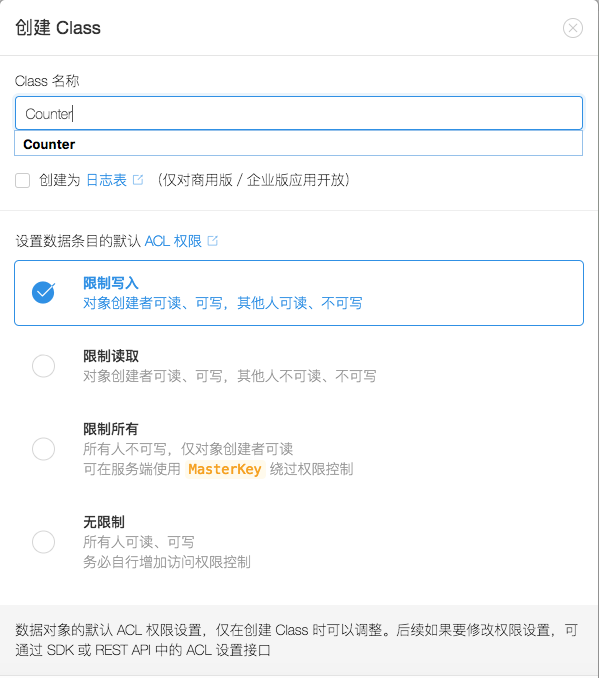 创建 Class
Class 名称
Counter
Counter
创建为 日志表 （仅对商用版 / 企业版应用开放）
设置数据条目的默认 ACL 权限
限制写入
对象创建者可读、可写，其他人可读、不可写
限制读取
对象创建者可读、可写，其他人不可读、不可写
限制所有
所有人不可写，仅对象创建者可读
可在服务端使用 MasterKey 绕过权限控制
无限制
所有人可读、可写
务必自行增加访问权限控制
数据对象的默认 ACL 权限设置，仅在创建 Class 时可以调整。后续如果要修改权限设置，可
通过 SDK 或 REST API 中的 ACL 设置接口